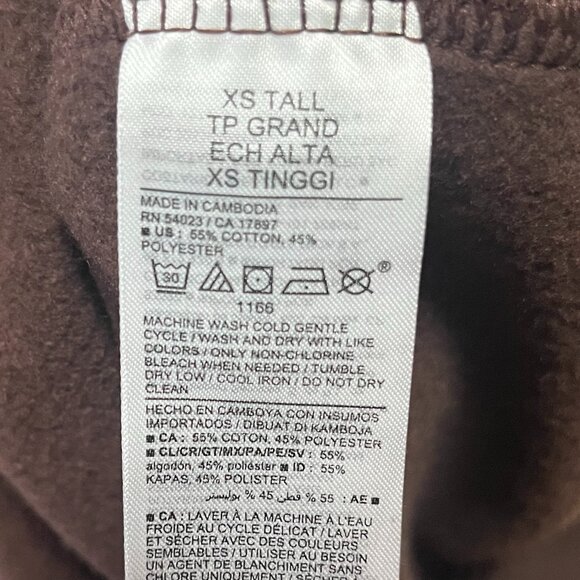 XS TALL
TP GRAND
ECH ALTA
XS TINGGI
MADE IN CAMBODIA
RN 54023 / CA 17897
■ US : 55% COTTON, 45%
POLYESTER
30
®
1166
MACHINE WASH COLD GENTLE
CYCLE / WASH AND DRY WITH LIKE
COLORS / ONLY NON-CHLORINE
BLEACH WHEN NEEDED / TUMBLE
DRY LOW / COOL IRON / DO NOT DRY
CLEAN
HECHO EN CAMBOYA CON INSUMOS
IMPORTADOS / DIBUAT DI KAMBOJA
■ CA : 55% COTON, 45% POLYESTER
■ CL/CR/GT/MX/PA/PE/SV : 55%
algodón, 45% poliéster ■ ID : 55%
KAPAS, 45% POLISTER
■ AE : 55 % قطن 45 % بوليستر
■ CA : LAVER À LA MACHINE À L'EAU
FROIDE AU CYCLE DÉLICAT / LAVER
ET SÉCHER AVEC DES COULEURS
SEMBLABLES / UTILISER AU BESOIN
UN AGENT DE BLANCHIMENT SANS
CHLORE UNIQUEMENT / SÉCHER